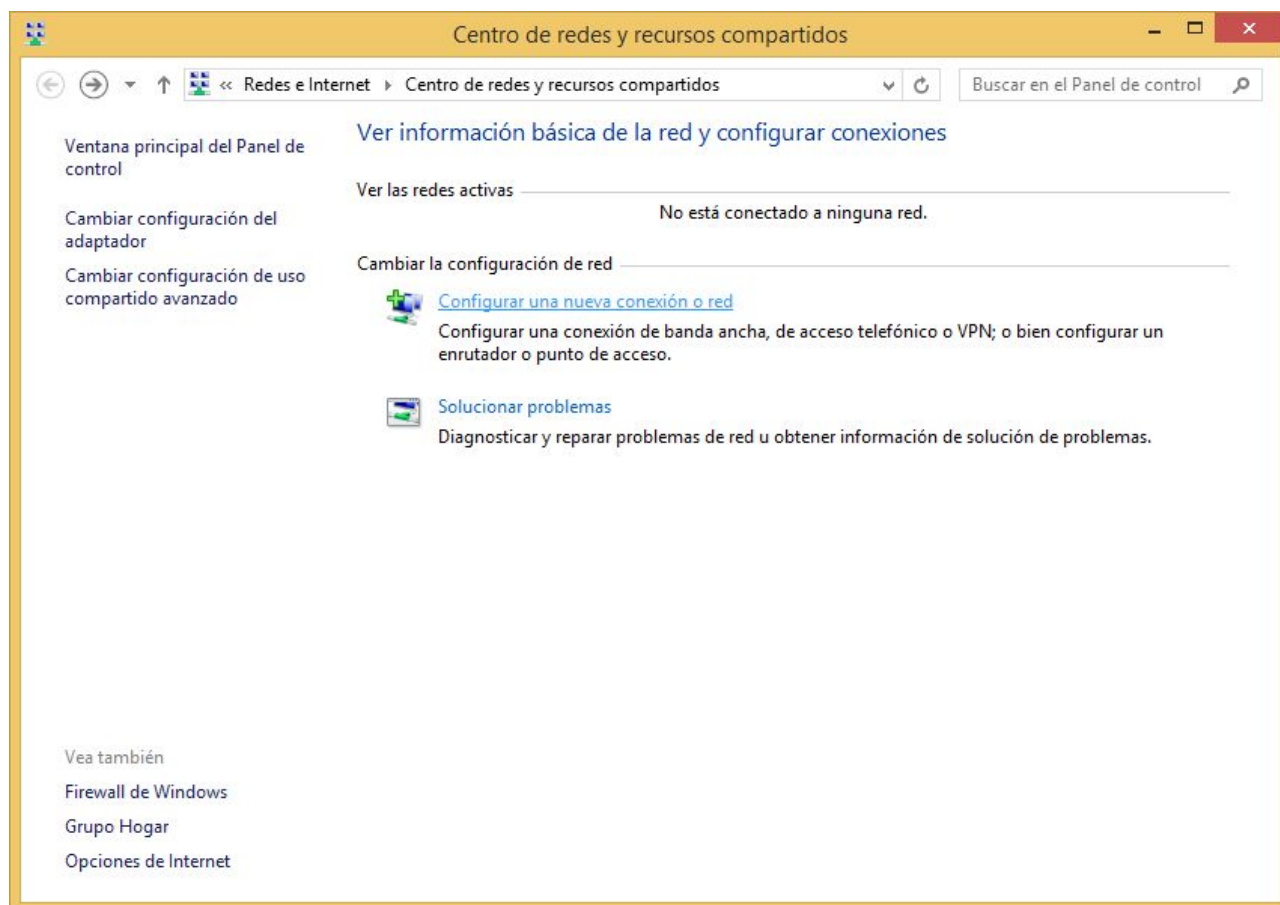 Centro de redes y recursos compartidos
« Redes e Internet Centro de redes y recursos compartidos
Buscar en el Panel de control
Ventana principal del Panel de
control
Cambiar configuración del
adaptador
Cambiar configuración de uso
compartido avanzado
Ver información básica de la red y configurar conexiones
Ver las redes activas
No está conectado a ninguna red.
Cambiar la configuración de red
Configurar una nueva conexión o red
Configurar una conexión de banda ancha, de acceso telefónico o VPN; o bien configurar un
enrutador o punto de acceso.
Solucionar problemas
Diagnosticar y reparar problemas de red u obtener información de solución de problemas.
Vea también
Firewall de Windows
Grupo Hogar
Opciones de Internet